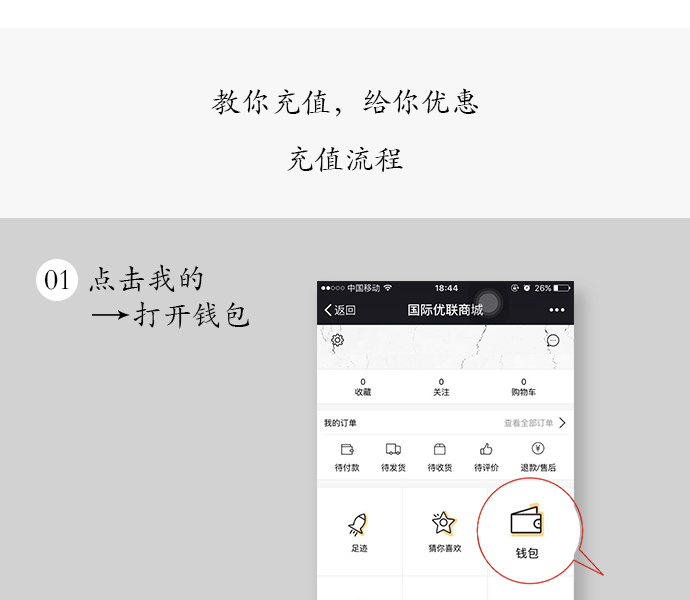 教你充值，给你优惠
充值流程
01 点击我的
→打开钱包
中国移动 18:44 26%
返回 国际优联商城
0 0 0
收藏 关注 购物车
我的订单 查看全部订单
待付款 待发货 待收货 待评价 退款/售后
足迹 猜你喜欢 钱包